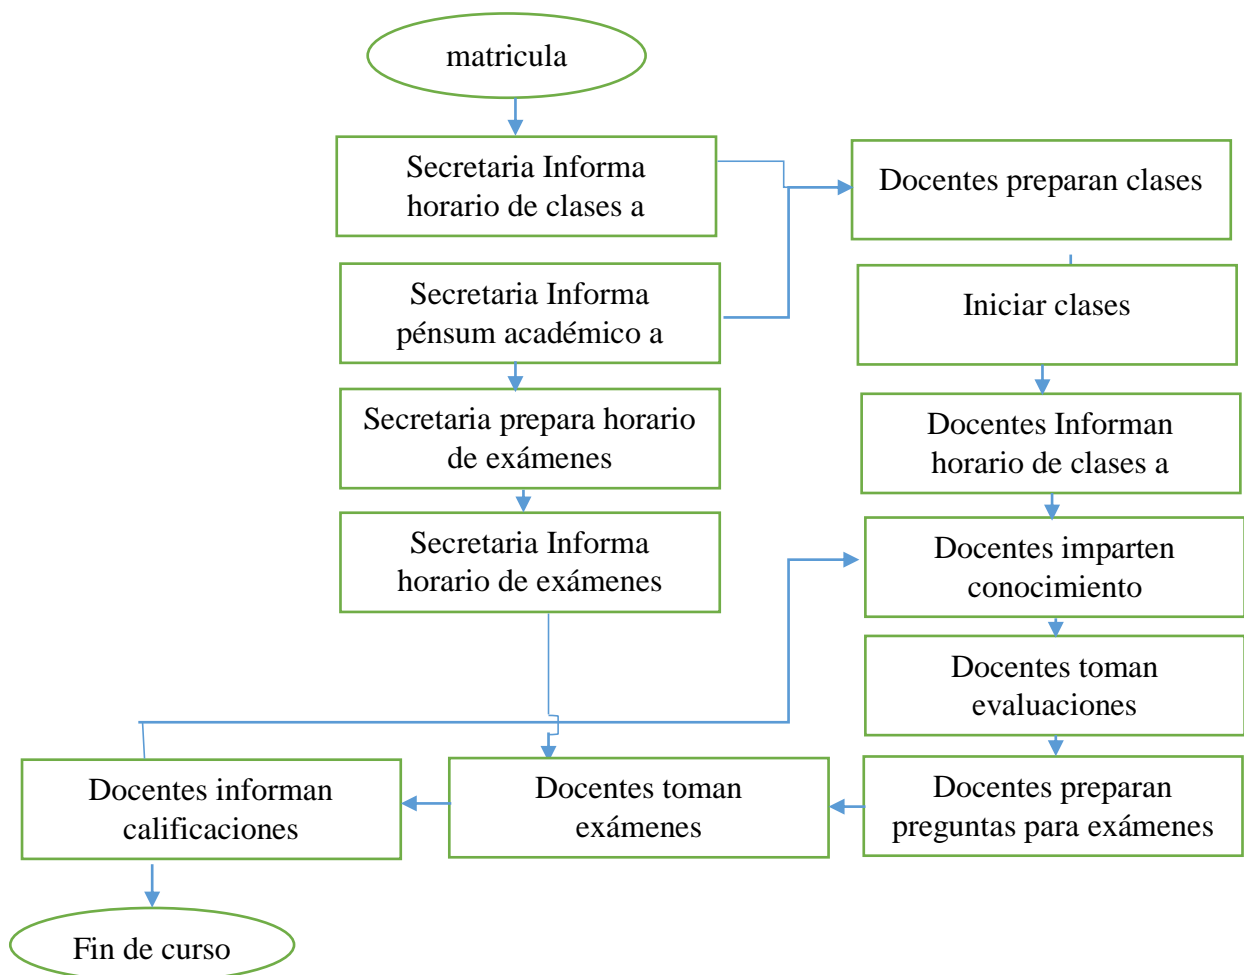 matricula
Secretaria Informa
horario de clases a
Docentes preparan clases
Secretaria Informa
pénsum académico a
Iniciar clases
Secretaria prepara horario
de exámenes
Docentes Informan
horario de clases a
Secretaria Informa
horario de exámenes
Docentes imparten
conocimiento
Docentes toman
evaluaciones
Docentes informan
calificaciones
Docentes toman
exámenes
Docentes preparan
preguntas para exámenes
Fin de curso